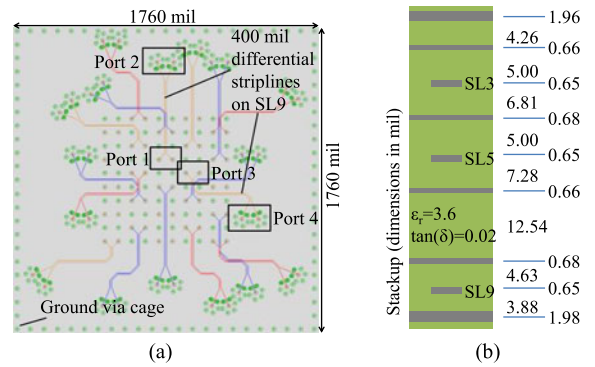 1760 mil
400 mil
differential
striplines
on SL9
Port 2
Port 1
Port 3
Port 4
1760 mil
Ground via cage
(a)
Stackup (dimensions in mil)
1.96
4.26
0.66
5.00
SL3
0.65
6.81
0.68
5.00
SL5
0.65
7.28
0.66
εr=3.6
tan(δ)=0.02
12.54
0.68
4.63
SL9
0.65
3.88
1.98
(b)